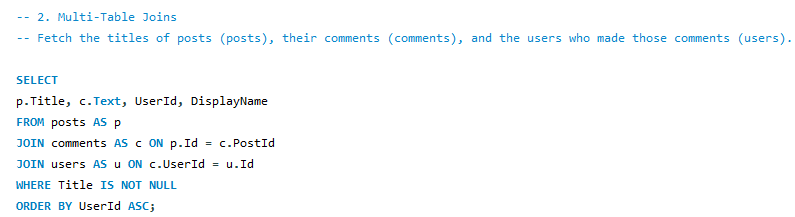 -- 2. Multi-Table Joins
-- Fetch the titles of posts (posts), their comments (comments), and the users who made those comments (users).
SELECT
p.Title, c.Text, UserId, DisplayName
FROM posts AS p
JOIN comments AS c ON p.Id = c.PostId
JOIN users AS u ON c.UserId = u.Id
WHERE Title IS NOT NULL
ORDER BY UserId ASC;